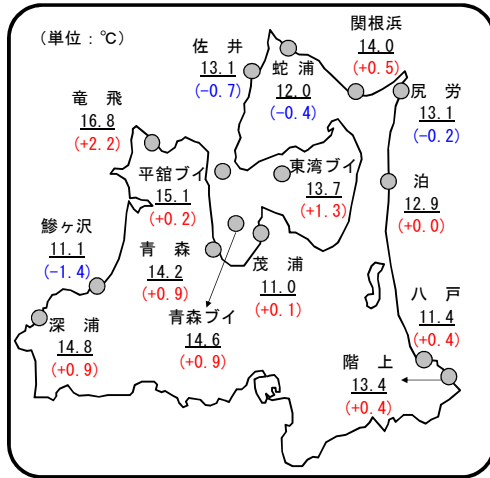 (単位:℃)
関根浜
14.0
(+0.5)
佐井
13.1
(−0.7)
蛇浦
12.0
(−0.4)
尻労
13.1
(−0.2)
竜飛
16.8
(+2.2)
平舘ブイ
15.1
(+0.2)
東湾ブイ
13.7
(+1.3)
泊
12.9
(+0.0)
鰺ヶ沢
11.1
(−1.4)
青森
14.2
(+0.9)
茂浦
11.0
(+0.1)
八戸
11.4
(+0.4)
深浦
14.8
(+0.9)
青森ブイ
14.6
(+0.9)
階上
13.4
(+0.4)